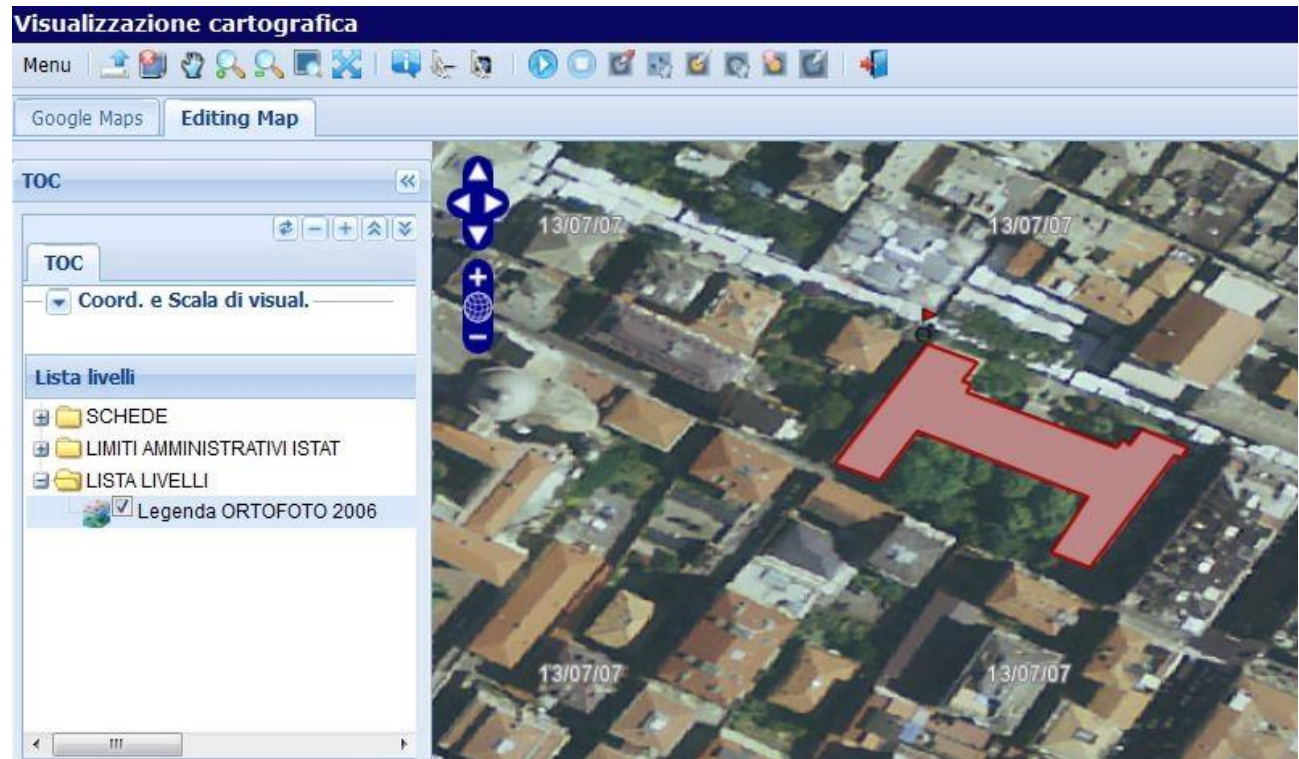 Visualizzazione cartografica
Menu
Google Maps
Editing Map
TOC
TOC
Coord. e Scala di visual.
Lista livelli
SCHEDE
LIMITI AMMINISTRATIVI ISTAT
LISTA LIVELLI
Legenda ORTOFOTO 2006
13/07/07
13/07/07
13/07/07
13/07/07